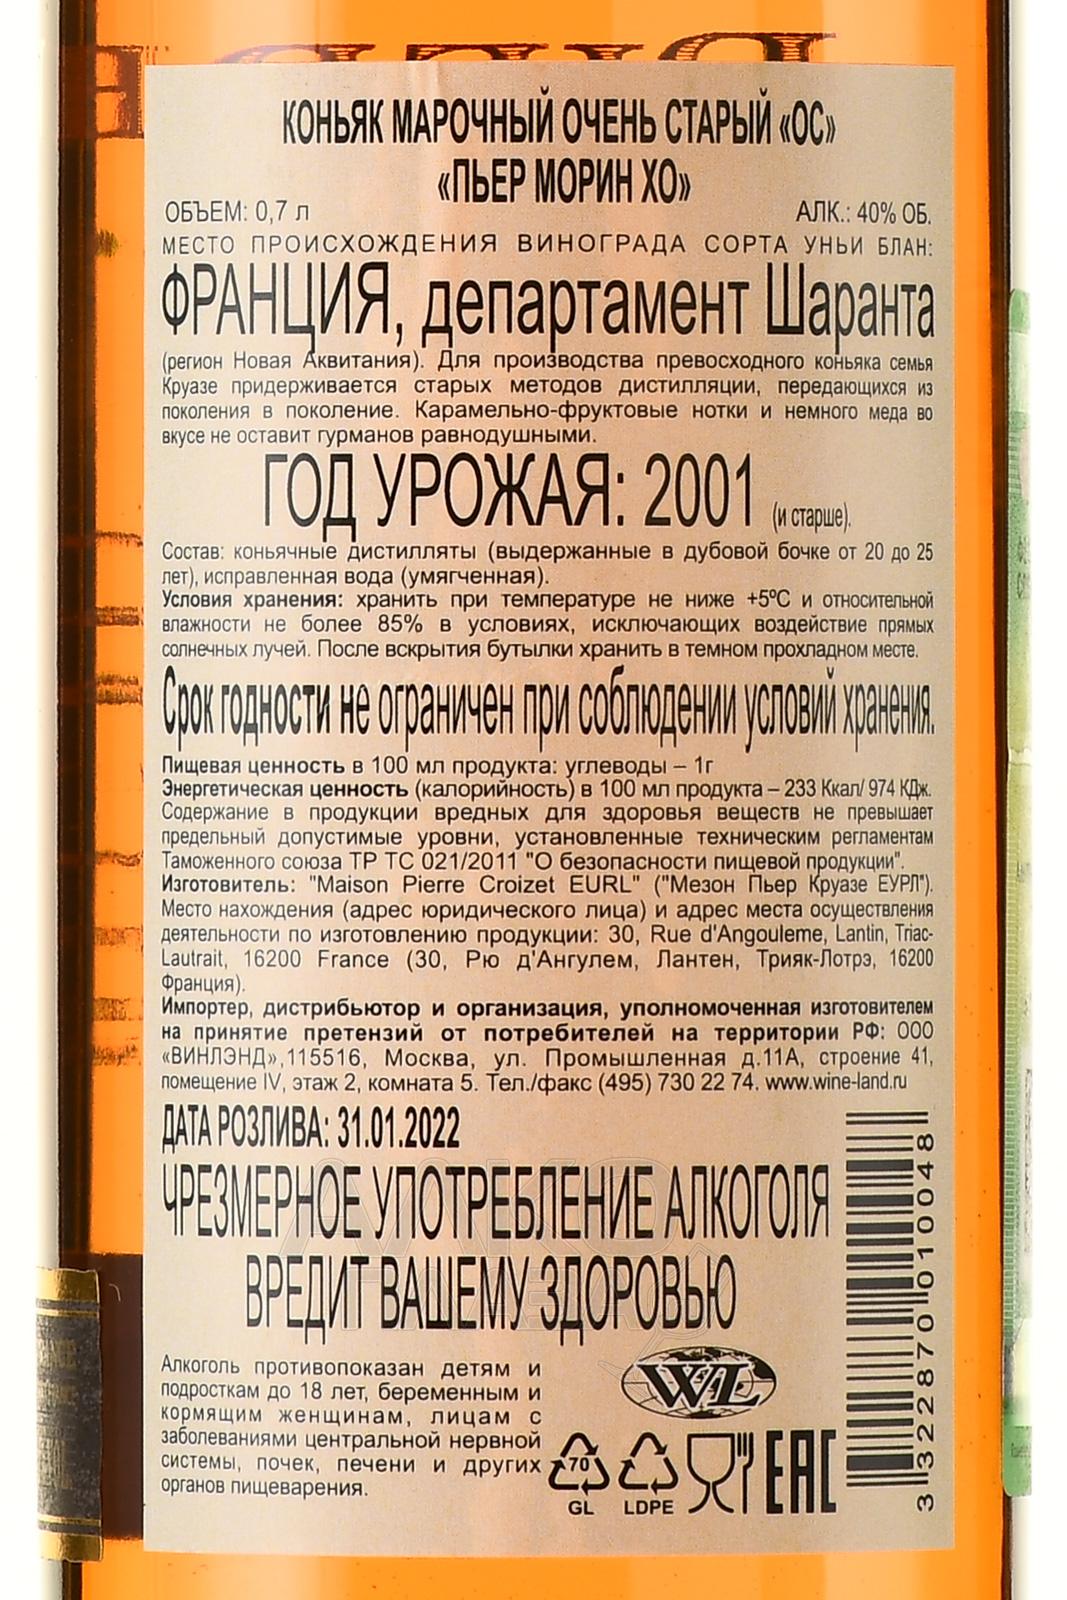 КОНЬЯК МАРОЧНЫЙ ОЧЕНЬ СТАРЫЙ «ОС»
«ПЬЕР МОРИН ХО»
ОБЪЕМ: 0,7 л АЛК.: 40% ОБ.
МЕСТО ПРОИСХОЖДЕНИЯ ВИНОГРАДА СОРТА УНЬИ БЛАН:
ФРАНЦИЯ, департамент Шаранта
(регион Новая Аквитания). Для производства превосходного коньяка семья
Круазе придерживается старых методов дистилляции, передающихся из
поколения в поколение. Карамельно-фруктовые нотки и немного меда во
вкусе не оставит гурманов равнодушными.
ГОД УРОЖАЯ: 2001 (и старше).
Состав: коньячные дистилляты (выдержанные в дубовой бочке от 20 до 25
лет), исправленная вода (умягченная).
Условия хранения: хранить при температуре не ниже +5ºС и относительной
влажности не более 85% в условиях, исключающих воздействие прямых
солнечных лучей. После вскрытия бутылки хранить в темном прохладном месте.
Срок годности не ограничен при соблюдении условий хранения.
Пищевая ценность в 100 мл продукта: углеводы – 1г
Энергетическая ценность (калорийность) в 100 мл продукта – 233 Ккал/ 974 КДж.
Содержание в продукции вредных для здоровья веществ не превышает
предельный допустимые уровни, установленные техническим регламентам
Таможенного союза ТР ТС 021/2011 "О безопасности пищевой продукции".
Изготовитель: "Maison Pierre Croizet EURL" ("Мезон Пьер Круазе ЕУРЛ").
Место нахождения (адрес юридического лица) и адрес места осуществления
деятельности по изготовлению продукции: 30, Rue d'Angouleme, Lantin, Triac-
Lautrait, 16200 France (30, Рю д'Ангулем, Лантен, Трияк-Лотрэ, 16200
Франция).
Импортер, дистрибьютор и организация, уполномоченная изготовителем
на принятие претензий от потребителей на территории РФ: ООО
«ВИНЛЭНД»,115516, Москва, ул. Промышленная д.11А, строение 41,
помещение IV, этаж 2, комната 5. Тел./факс (495) 730 22 74. www.wine-land.ru
ДАТА РОЗЛИВА: 31.01.2022
ЧРЕЗМЕРНОЕ УПОТРЕБЛЕНИЕ АЛКОГОЛЯ
ВРЕДИТ ВАШЕМУ ЗДОРОВЬЮ
Алкоголь противопоказан детям и
подросткам до 18 лет, беременным и
кормящим женщинам, лицам с
заболеваниями центральной нервной
системы, почек, печени и других
органов пищеварения.
WL
70
GL LDPE
EAC
3 322870 010048